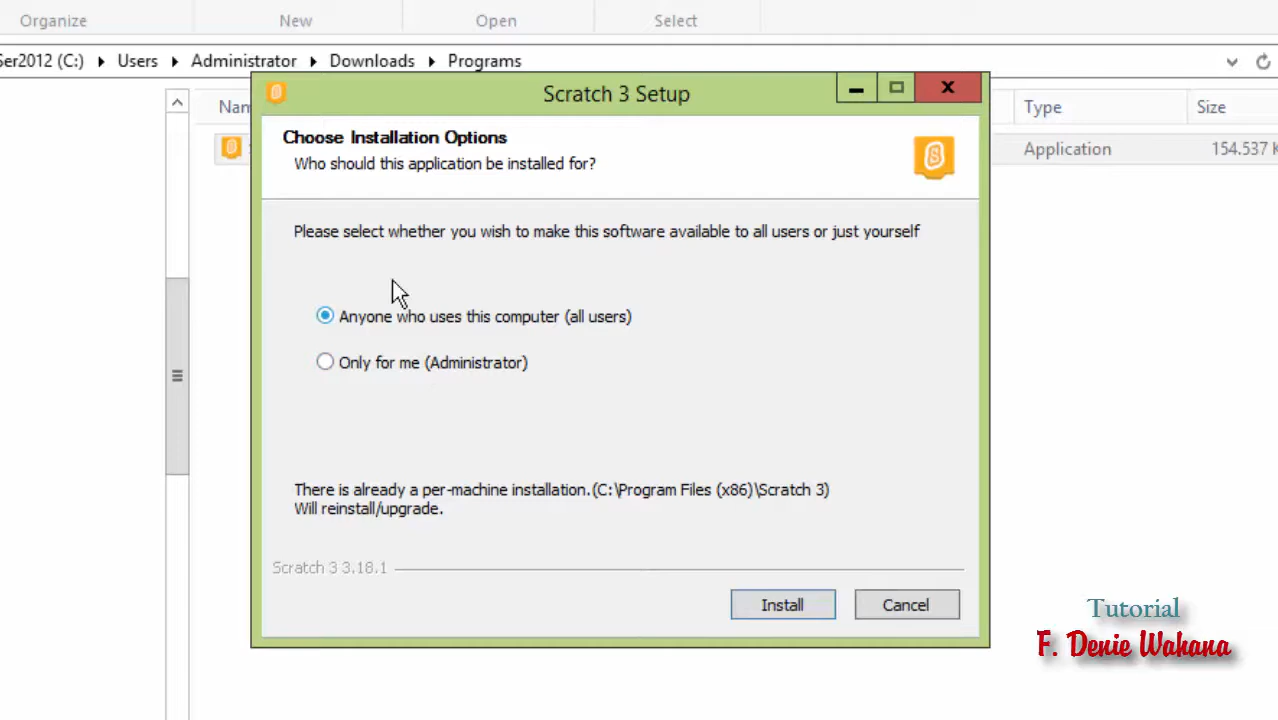 Organize New Open Select
Ser2012 (C:) Users Administrator Downloads Programs
Scratch 3 Setup
Type Size
Choose Installation Options
Who should this application be installed for?
Application 154.537
Please select whether you wish to make this software available to all users or just yourself
Anyone who uses this computer (all users)
Only for me (Administrator)
There is already a per-machine installation.(C:\Program Files (x86)\Scratch 3)
Will reinstall/upgrade.
Scratch 3 3.18.1
Install Cancel
Tutorial
F. Denie Wahana